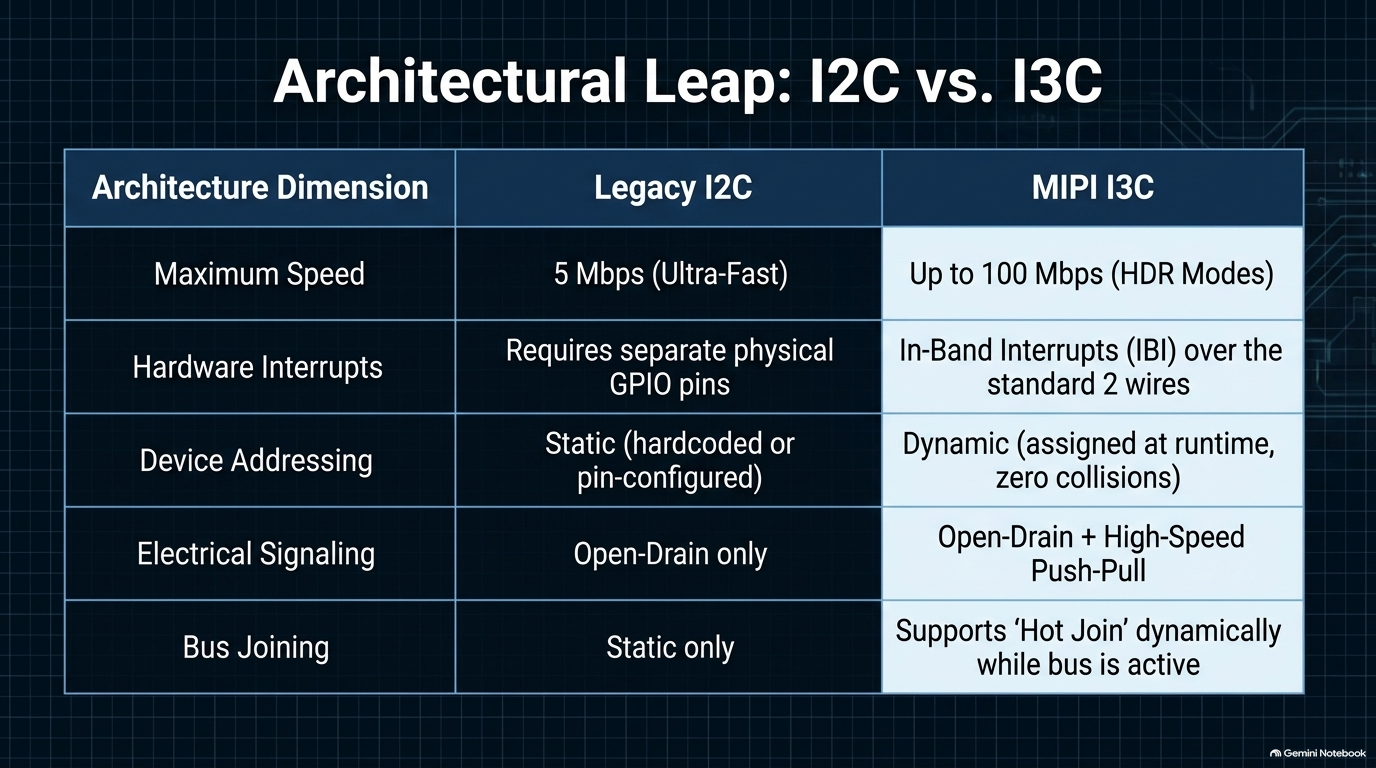 Architectural Leap: I2C vs. I3C
Architecture Dimension
Legacy I2C
MIPI I3C
Maximum Speed
5 Mbps (Ultra-Fast)
Up to 100 Mbps (HDR Modes)
Hardware Interrupts
Requires separate physical
GPIO pins
In-Band Interrupts (IBI) over the
standard 2 wires
Device Addressing
Static (hardcoded or
pin-configured)
Dynamic (assigned at runtime,
zero collisions)
Electrical Signaling
Open-Drain only
Open-Drain + High-Speed
Push-Pull
Bus Joining
Static only
Supports ‘Hot Join’ dynamically
while bus is active
Gemini Notebook